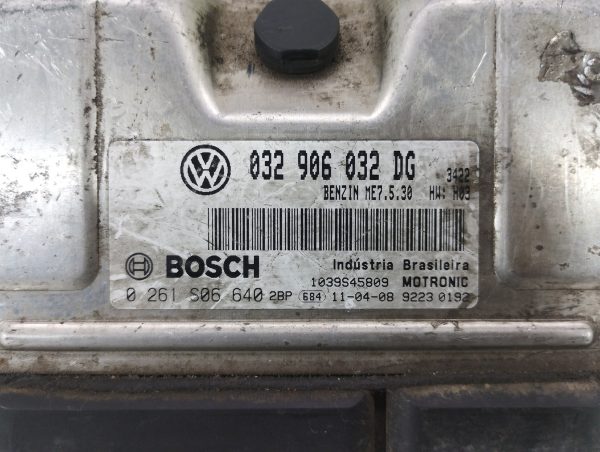 032 906 032 DG 3422
BENZIN ME7.5.30 HW: H03
BOSCH Indústria Brasileira
1039S45809 MOTRONIC
0 261 S06 640 2BP 684 11-04-08 9223 0192